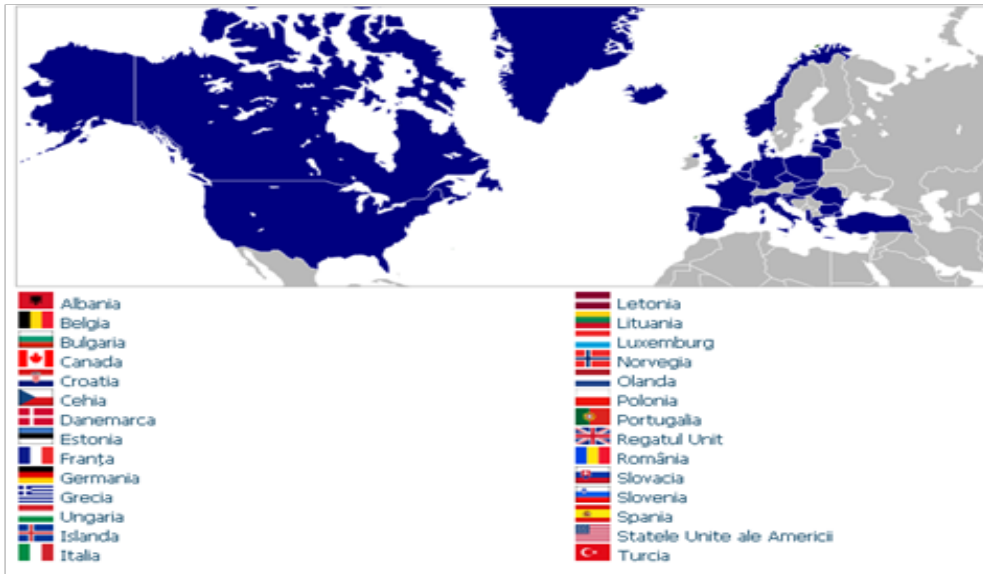 Albania
Belgia
Bulgaria
Canada
Croatia
Cehia
Danemarca
Estonia
Franța
Germania
Grecia
Ungaria
Islanda
Italia
Letonia
Lituania
Luxemburg
Norvegia
Olanda
Polonia
Portugalia
Regatul Unit
România
Slovacia
Slovenia
Spania
Statele Unite ale Americii
Turcia